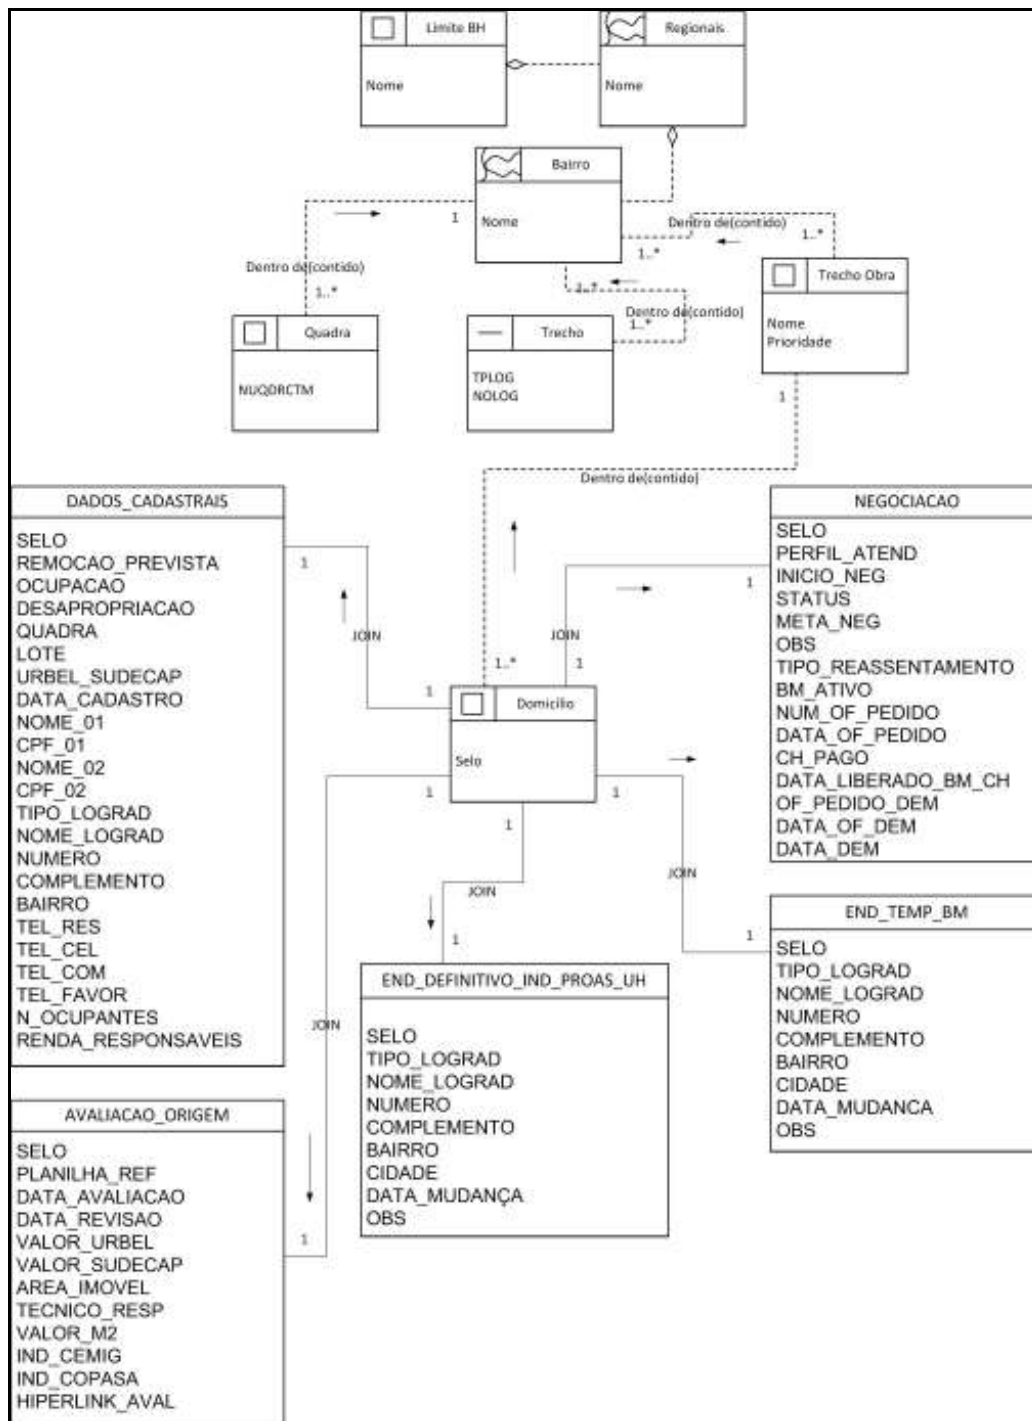 Limite BH
Nome
Regionais
Nome
Bairro
Nome
1
Dentro de(contido)
1..*
Dentro de(contido)
1..*
1..*
1..*
Dentro de(contido)
1..*
Quadra
NUQDRCTM
Trecho
TPLOG
NOLOG
Trecho Obra
Nome
Prioridade
1
Dentro de(contido)
1..*
DADOS_CADASTRAIS
SELO
REMOCAO_PREVISTA
OCUPACAO
DESAPROPRIACAO
QUADRA
LOTE
URBEL_SUDECAP
DATA_CADASTRO
NOME_01
CPF_01
NOME_02
CPF_02
TIPO_LOGRAD
NOME_LOGRAD
NUMERO
COMPLEMENTO
BAIRRO
TEL_RES
TEL_CEL
TEL_COM
TEL_FAVOR
N_OCUPANTES
RENDA_RESPONSAVEIS
1
JOIN
1
JOIN
1
1
NEGOCIACAO
SELO
PERFIL_ATEND
INICIO_NEG
STATUS
META_NEG
OBS
TIPO_REASSENTAMENTO
BM_ATIVO
NUM_OF_PEDIDO
DATA_OF_PEDIDO
CH_PAGO
DATA_LIBERADO_BM_CH
OF_PEDIDO_DEM
DATA_OF_DEM
DATA_DEM
Domicílio
Selo
1
1
1
JOIN
1
JOIN
1
JOIN
1
END_TEMP_BM
SELO
TIPO_LOGRAD
NOME_LOGRAD
NUMERO
COMPLEMENTO
BAIRRO
CIDADE
DATA_MUDANCA
OBS
END_DEFINITIVO_IND_PROAS_UH
SELO
TIPO_LOGRAD
NOME_LOGRAD
NUMERO
COMPLEMENTO
BAIRRO
CIDADE
DATA_MUDANÇA
OBS
AVALIACAO_ORIGEM
SELO
PLANILHA_REF
DATA_AVALIACAO
DATA_REVISAO
VALOR_URBEL
VALOR_SUDECAP
AREA_IMOVEL
TECNICO_RESP
VALOR_M2
IND_CEMIG
IND_COPASA
HIPERLINK_AVAL